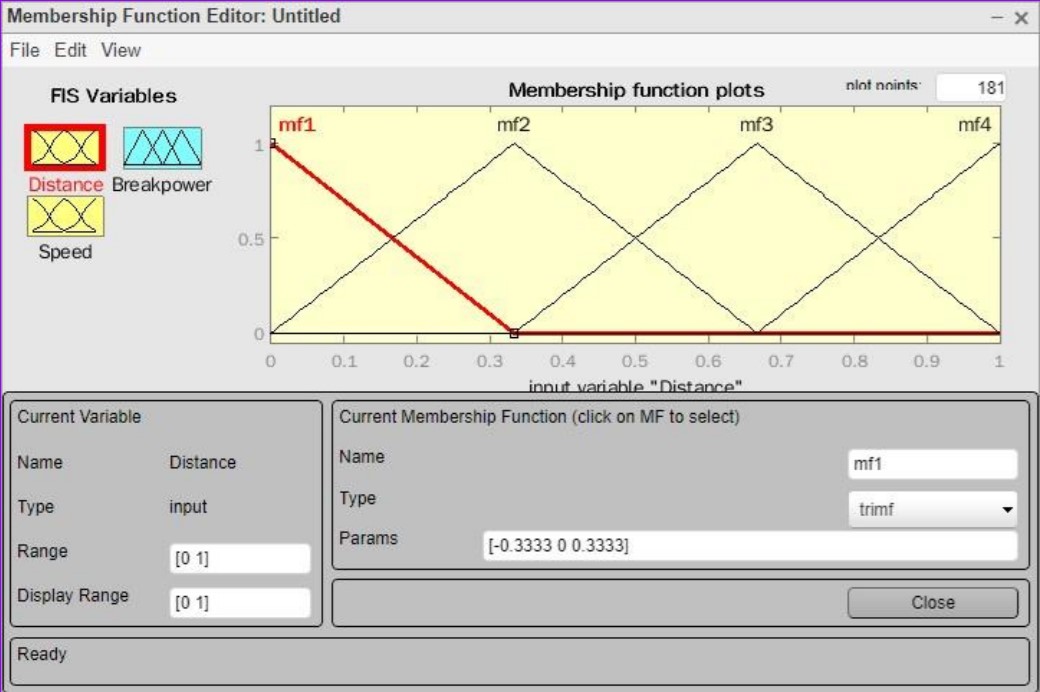 Membership Function Editor: Untitled
File Edit View
FIS Variables
Membership function plots
plot points:
181
mf1
mf2
mf3
mf4
Distance
Breakpower
Speed
1
0.5
0
0 0.1 0.2 0.3 0.4 0.5 0.6 0.7 0.8 0.9 1
input variable "Distance"
Current Variable
Name Distance
Type input
Range [0 1]
Display Range [0 1]
Current Membership Function (click on MF to select)
Name mf1
Type trimf
Params [-0.3333 0 0.3333]
Close
Ready